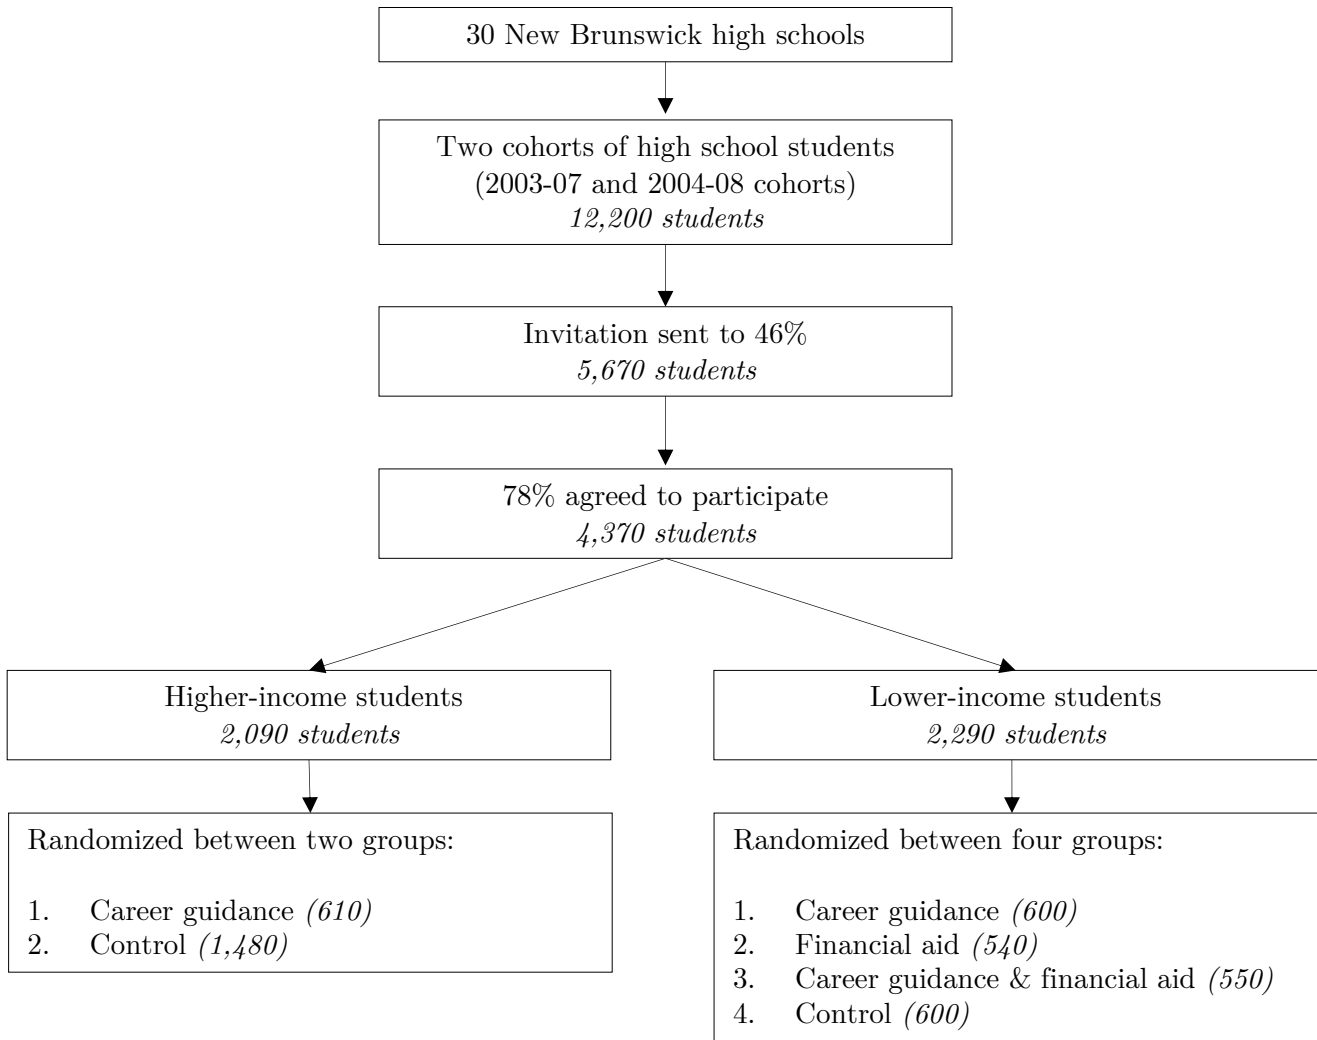 30 New Brunswick high schools
Two cohorts of high school students
(2003-07 and 2004-08 cohorts)
12,200 students
Invitation sent to 46%
5,670 students
78% agreed to participate
4,370 students
Higher-income students
2,090 students
Lower-income students
2,290 students
Randomized between two groups:
1. Career guidance (610)
2. Control (1,480)
Randomized between four groups:
1. Career guidance (600)
2. Financial aid (540)
3. Career guidance & financial aid (550)
4. Control (600)